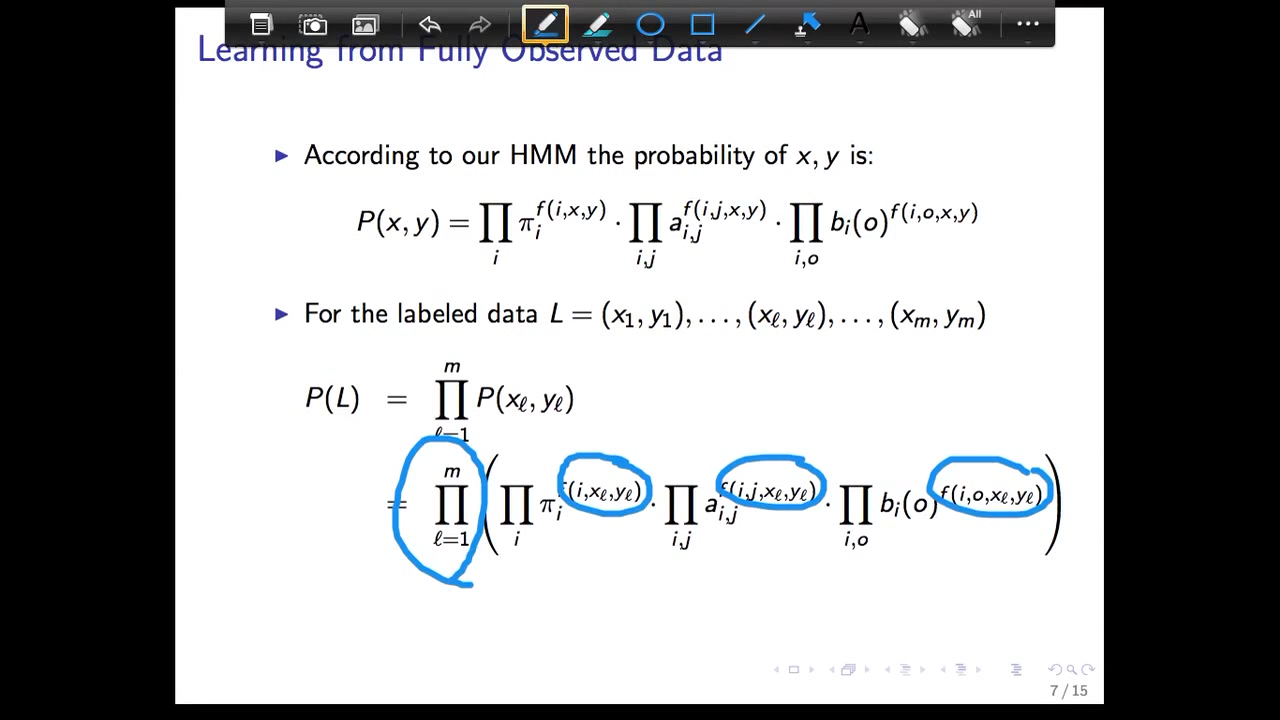 All
A
Learning from Fully Observed Data
▶ According to our HMM the probability of x, y is:
P(x, y) = ∏_i π_i^{f(i,x,y)} · ∏_{i,j} a_{i,j}^{f(i,j,x,y)} · ∏_{i,o} b_i(o)^{f(i,o,x,y)}
▶ For the labeled data L = (x_1, y_1), . . . , (x_ℓ, y_ℓ), . . . , (x_m, y_m)
P(L) = ∏_{ℓ=1}^{m} P(x_ℓ, y_ℓ)
= ∏_{ℓ=1}^{m} ( ∏_i π_i^{f(i,x_ℓ,y_ℓ)} · ∏_{i,j} a_{i,j}^{f(i,j,x_ℓ,y_ℓ)} · ∏_{i,o} b_i(o)^{f(i,o,x_ℓ,y_ℓ)} )
7 / 15